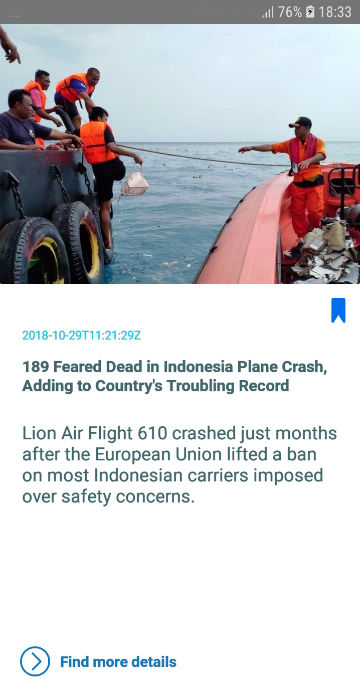 76% 18:33
2018-10-29T11:21:29Z
189 Feared Dead in Indonesia Plane Crash,
Adding to Country's Troubling Record
Lion Air Flight 610 crashed just months
after the European Union lifted a ban
on most Indonesian carriers imposed
over safety concerns.
Find more details